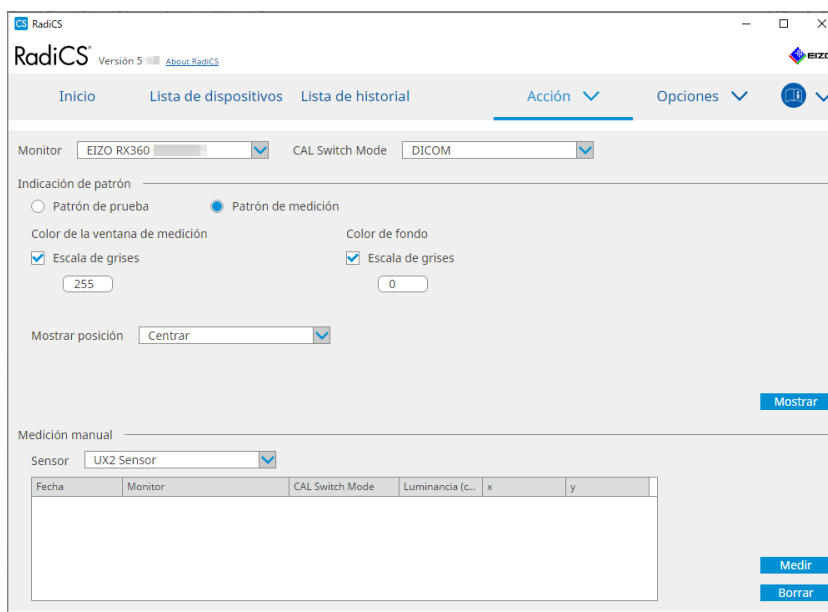 CS RadiCS
RadiCS® Versión 5 About RadiCS EIZO
Inicio Lista de dispositivos Lista de historial Acción Opciones
Monitor EIZO RX360 CAL Switch Mode DICOM
Indicación de patrón
Patrón de prueba Patrón de medición
Color de la ventana de medición Color de fondo
Escala de grises Escala de grises
255 0
Mostrar posición Centrar
Mostrar
Medición manual
Sensor UX2 Sensor
Fecha Monitor CAL Switch Mode Luminancia (c... x y
Medir
Borrar